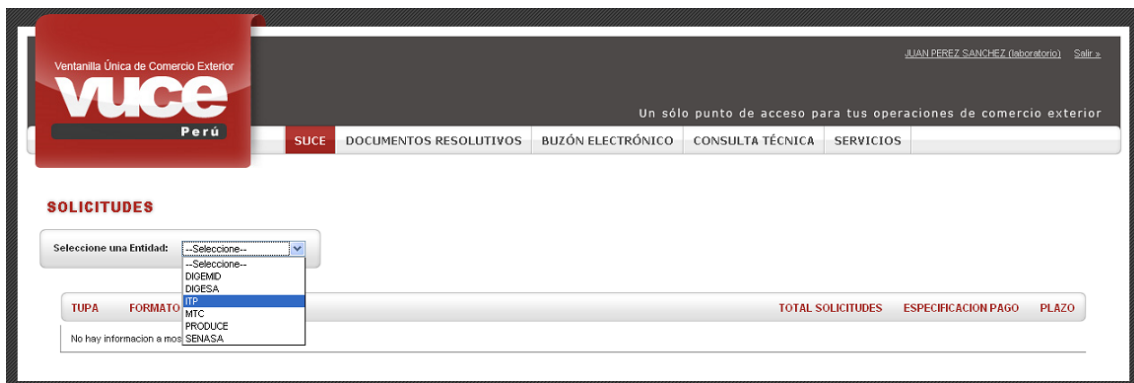 JUAN PEREZ SANCHEZ (laboratorio) Salir »
Ventanilla Única de Comercio Exterior
vuce
Perú
Un sólo punto de acceso para tus operaciones de comercio exterior
SUCE DOCUMENTOS RESOLUTIVOS BUZÓN ELECTRÓNICO CONSULTA TÉCNICA SERVICIOS
SOLICITUDES
Seleccione una Entidad: --Seleccione--
--Seleccione--
DIGEMID
DIGESA
ITP
MTC
PRODUCE
SENASA
TUPA FORMATO TOTAL SOLICITUDES ESPECIFICACION PAGO PLAZO
No hay informacion a mos